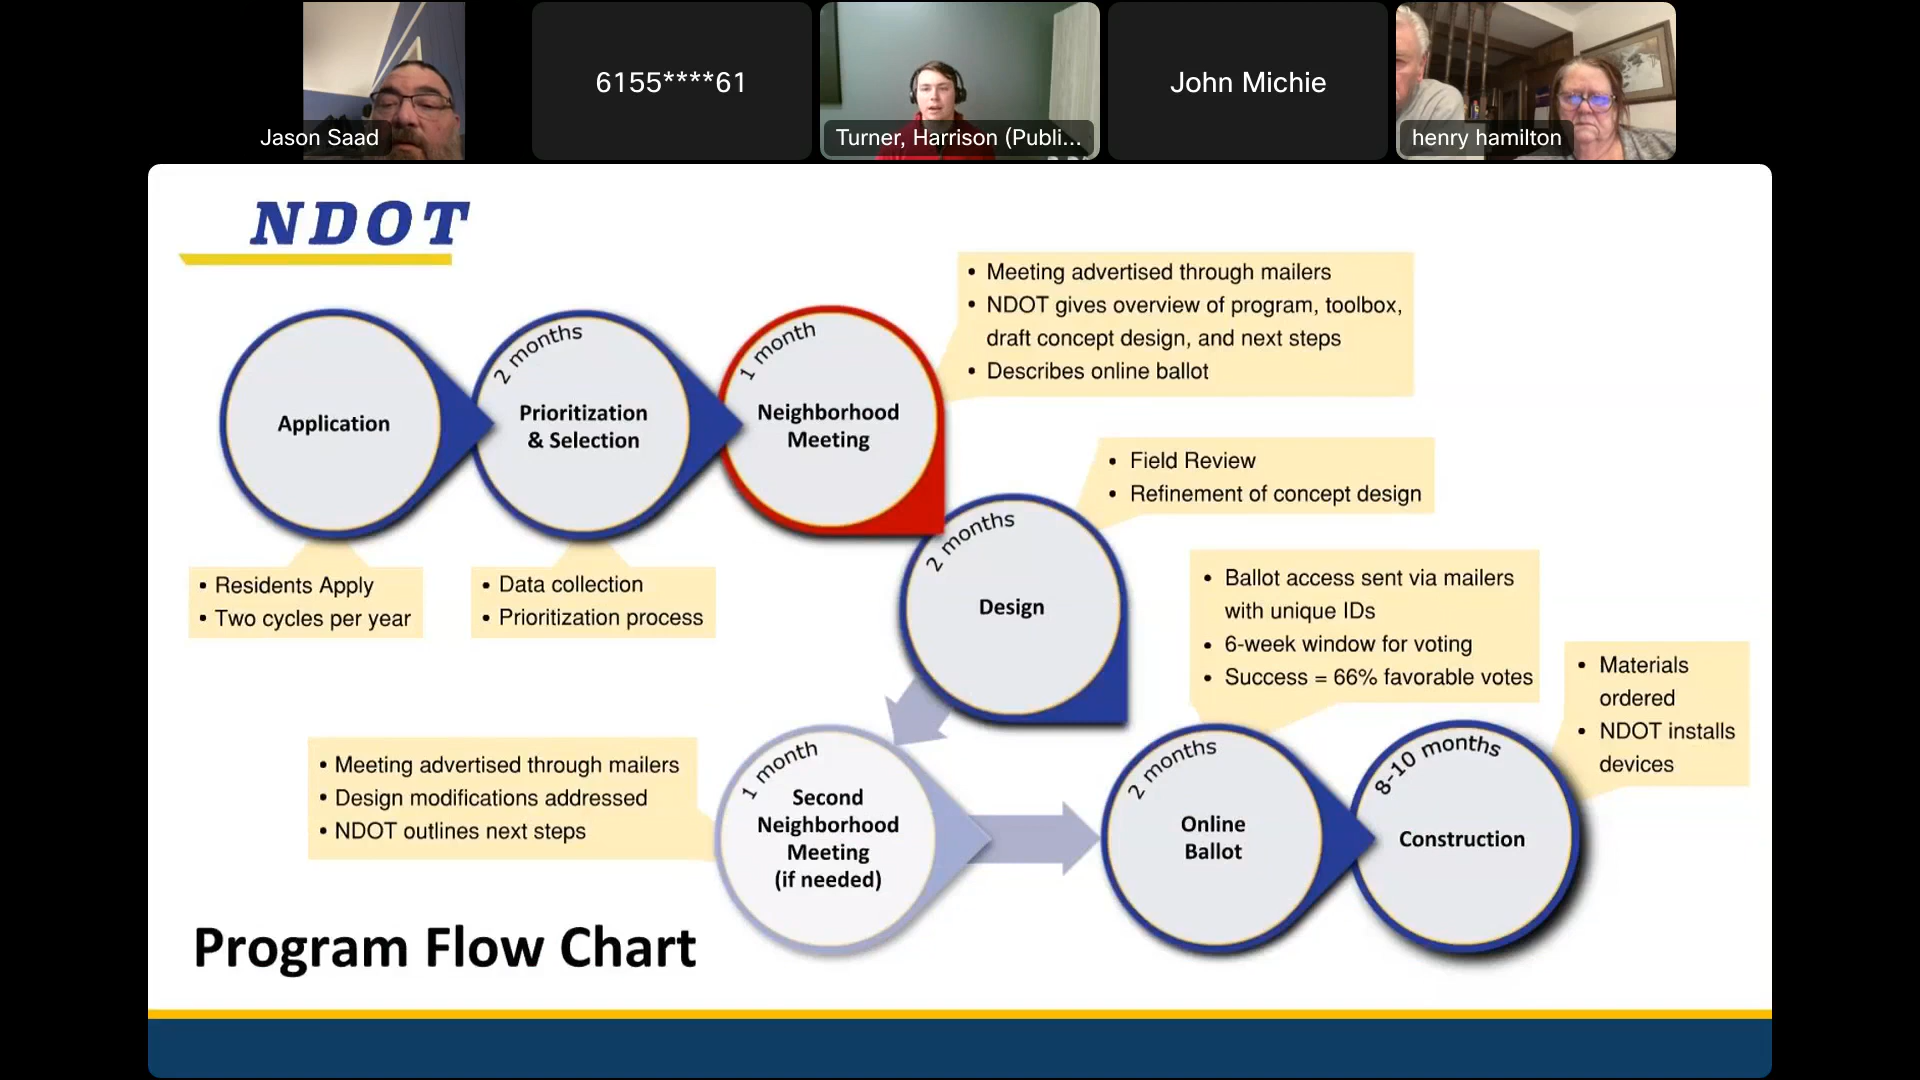 Jason Saad
6155****61
Turner, Harrison (Publi...
John Michie
henry hamilton
NDOT
Application
• Residents Apply
• Two cycles per year
2 months
Prioritization
& Selection
• Data collection
• Prioritization process
1 month
Neighborhood
Meeting
• Meeting advertised through mailers
• NDOT gives overview of program, toolbox,
draft concept design, and next steps
• Describes online ballot
2 months
Design
• Field Review
• Refinement of concept design
1 month
Second
Neighborhood
Meeting
(if needed)
• Meeting advertised through mailers
• Design modifications addressed
• NDOT outlines next steps
2 months
Online
Ballot
• Ballot access sent via mailers
with unique IDs
• 6-week window for voting
• Success = 66% favorable votes
8-10 months
Construction
• Materials
ordered
• NDOT installs
devices
Program Flow Chart